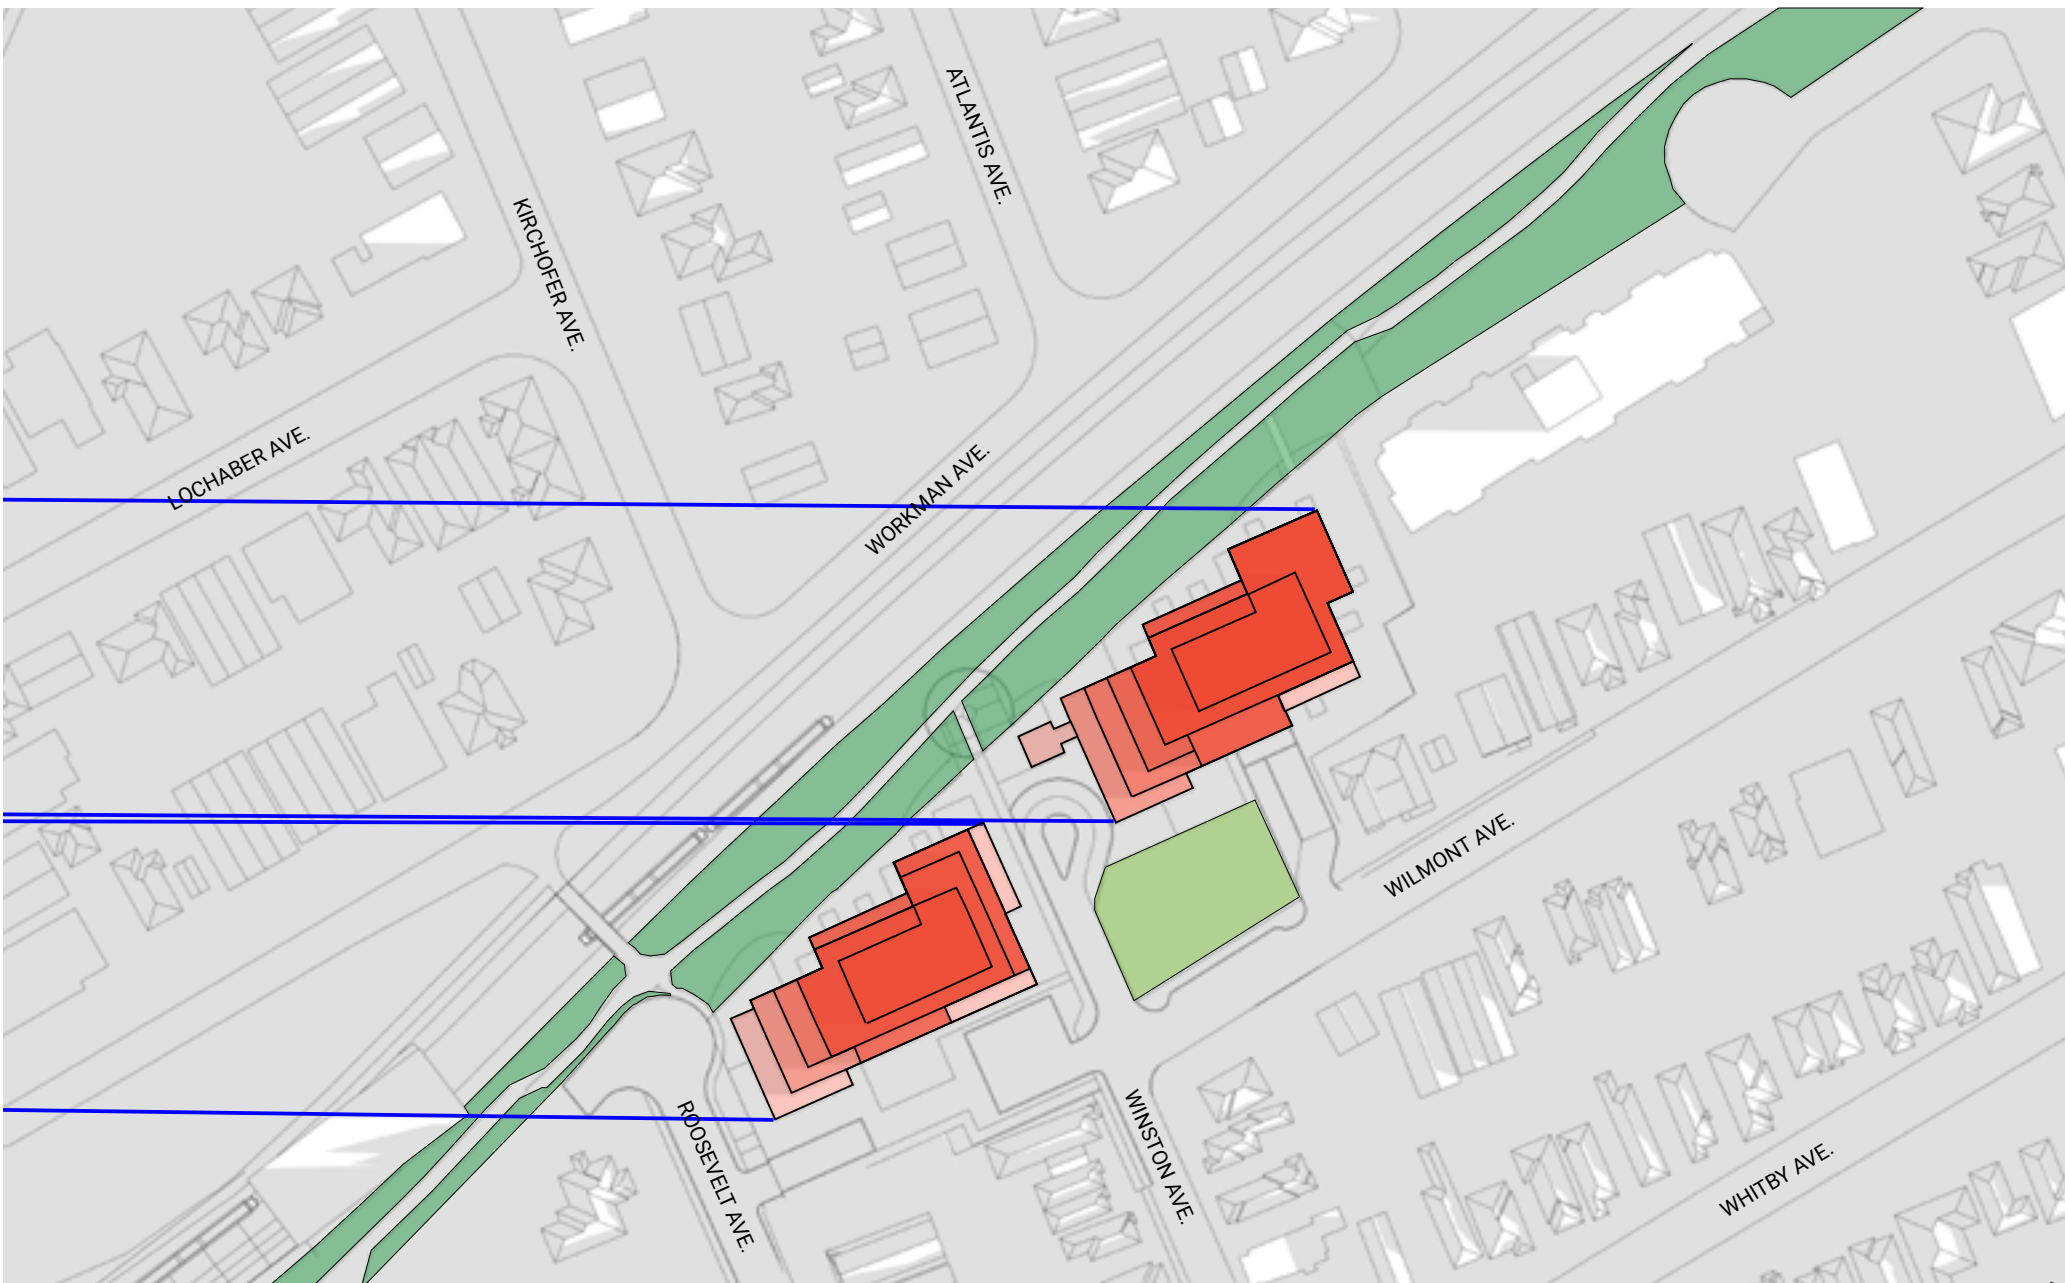 ATLANTIS AVE.
KIRCHOFER AVE.
LOCHABER AVE.
WORKMAN AVE.
WILMONT AVE.
ROOSEVELT AVE.
WINSTON AVE.
WHITBY AVE.